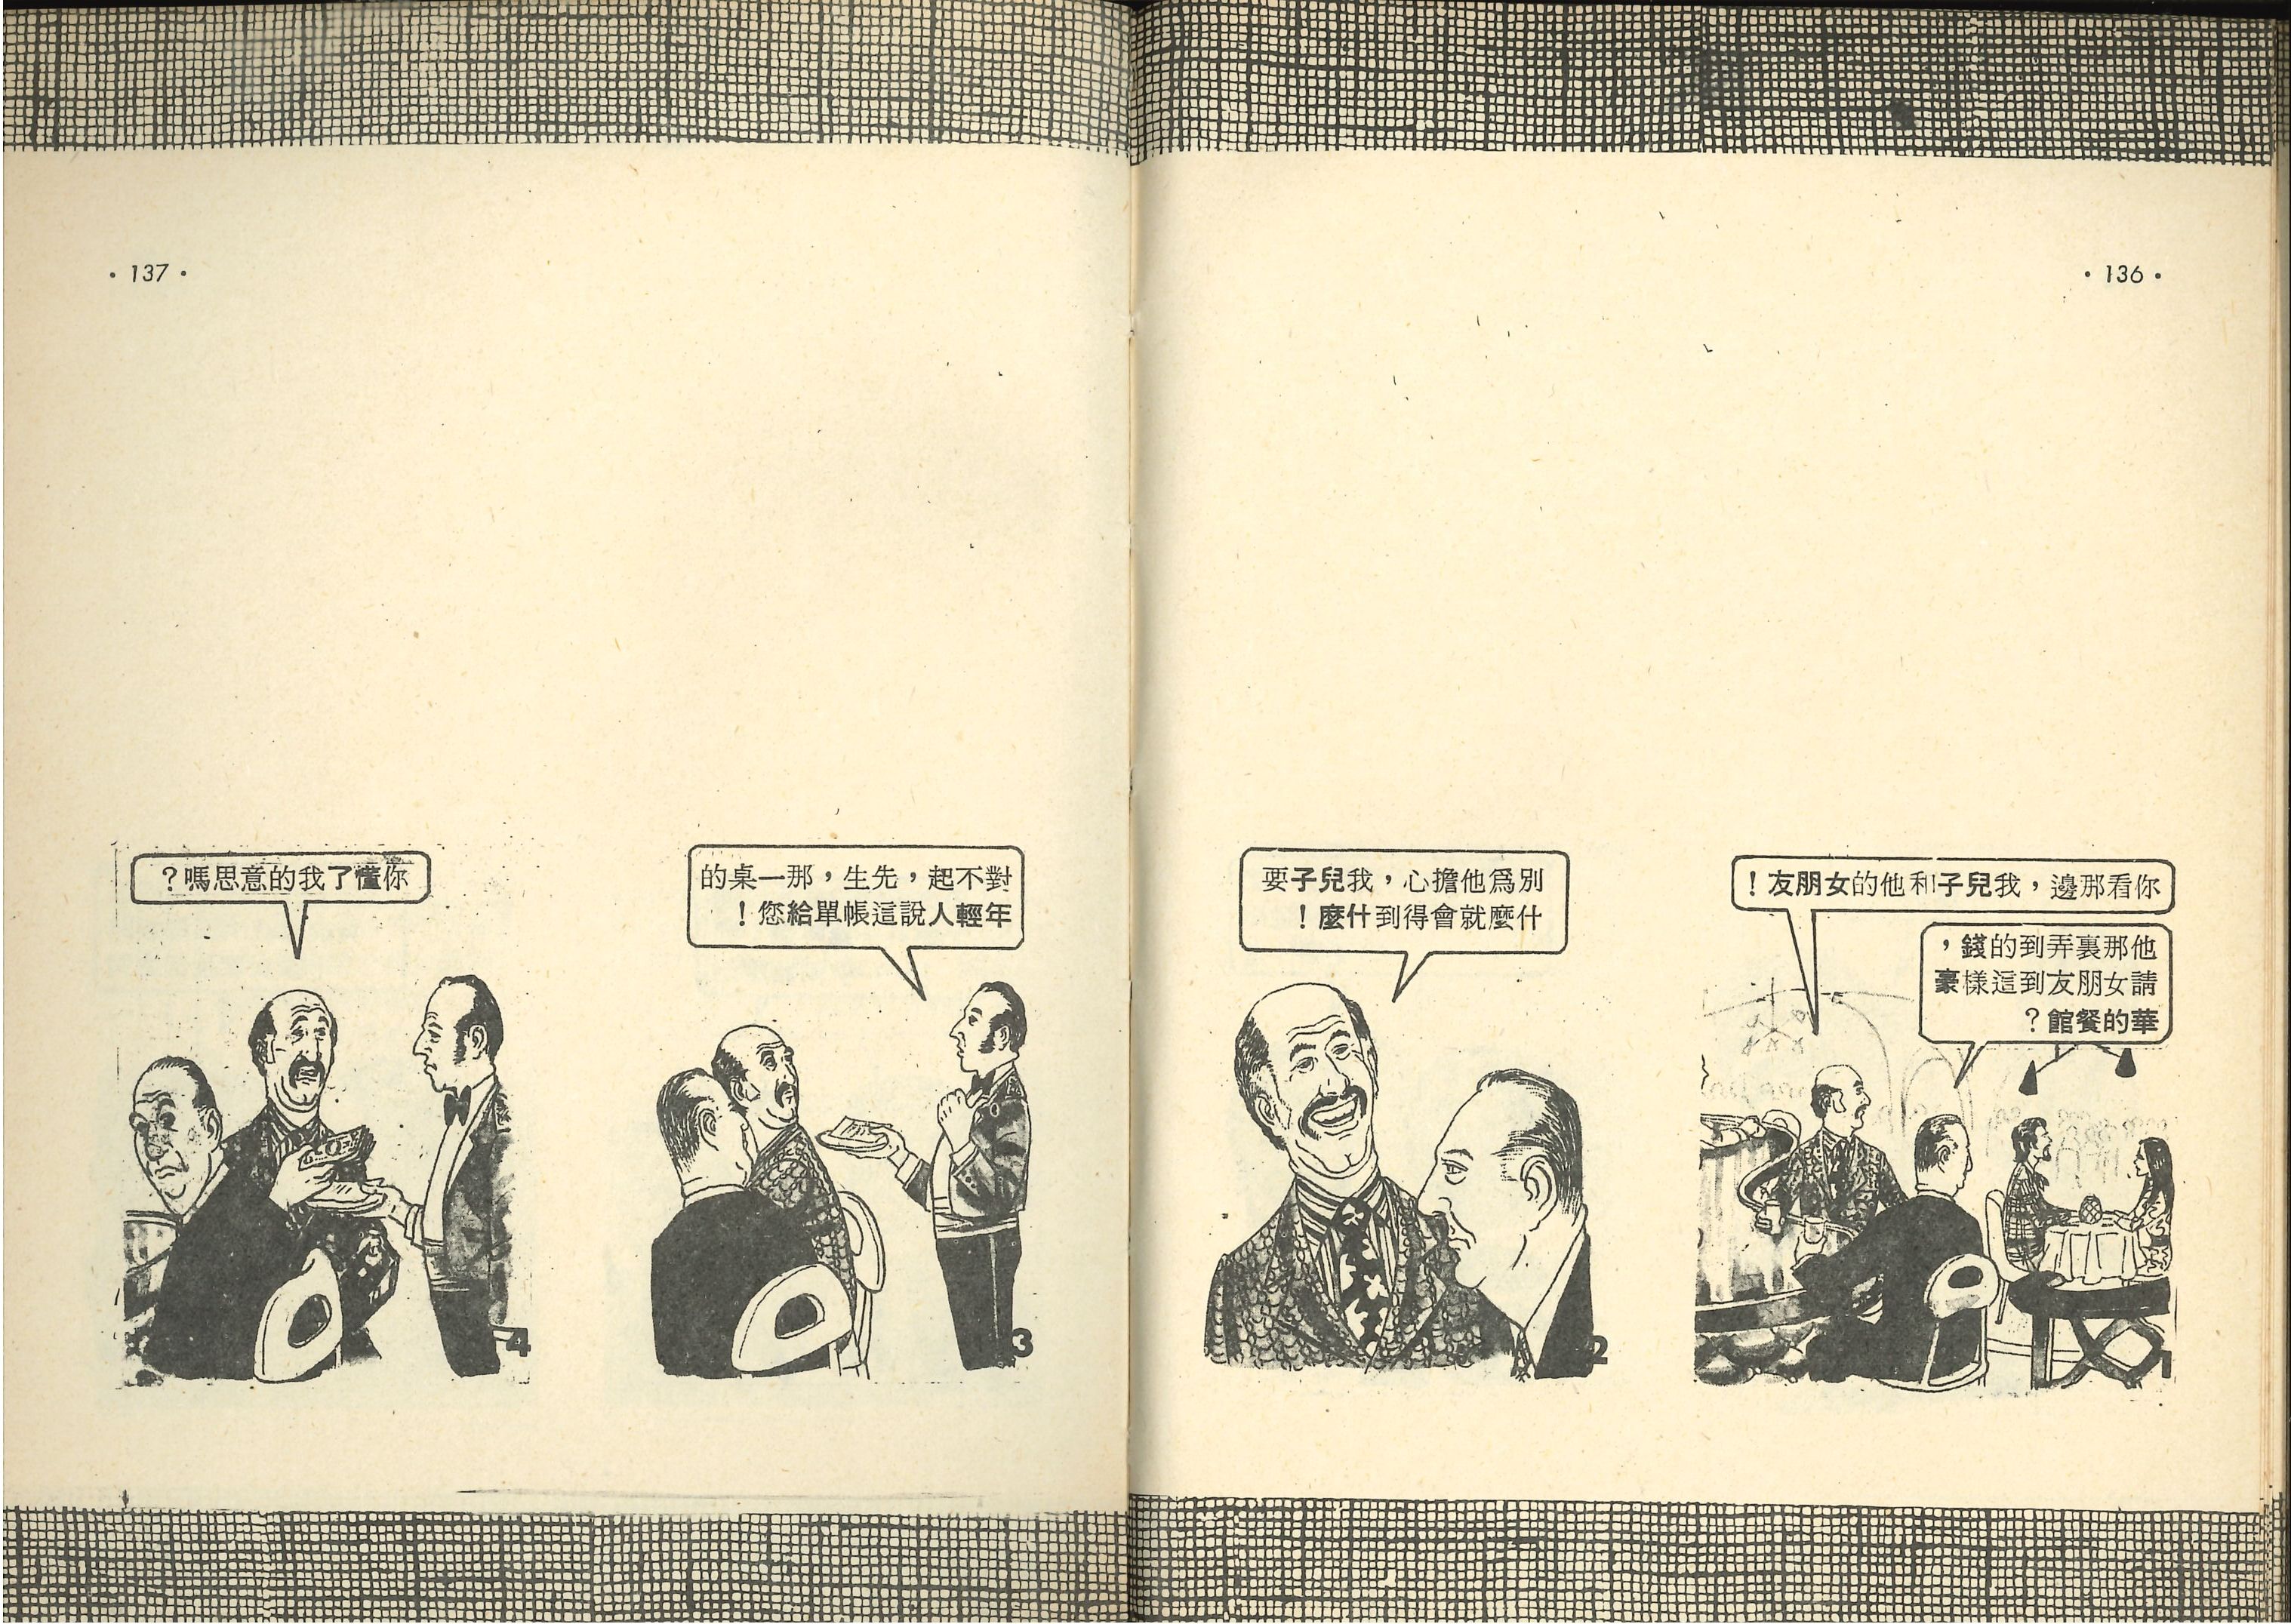 ·136·
你看那邊，我兒子和他的女朋友！
他那裏弄到的錢，
請女朋友到這樣豪
華的餐館？
1
別爲他擔心，我兒子要
什麼就會得到什麼！
2
·137·
對不起，先生，那一桌的
年輕人說這帳單給您！
3
你懂了我的意思嗎？
4